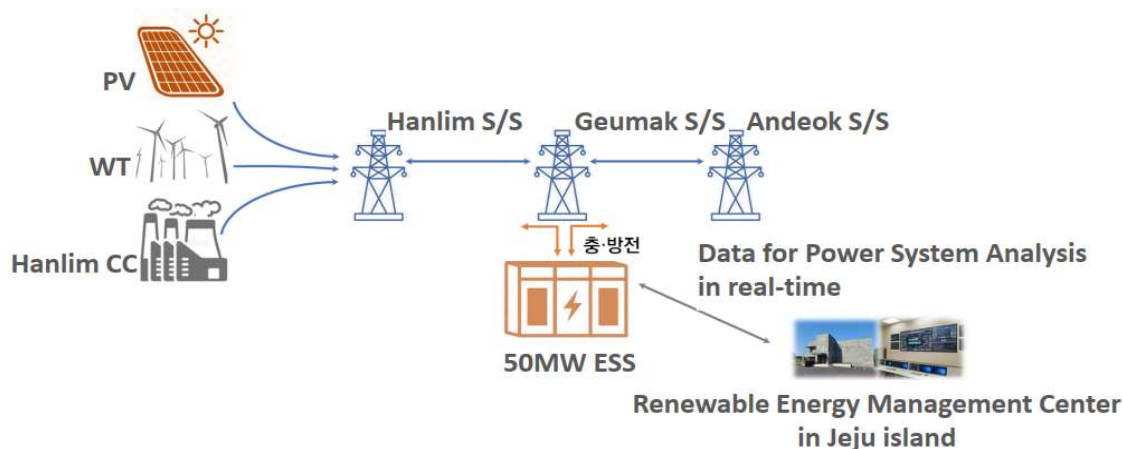 PV
WT
Hanlim CC
Hanlim S/S
Geumak S/S
Andeok S/S
충·방전
50MW ESS
Data for Power System Analysis
in real-time
Renewable Energy Management Center
in Jeju island